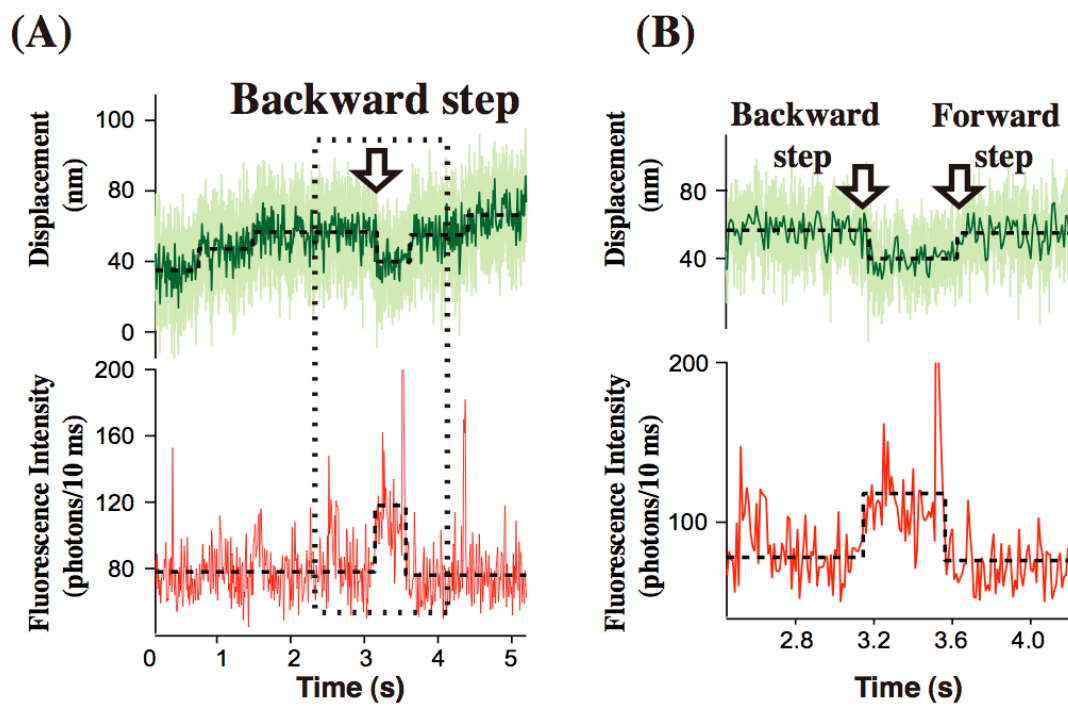 (A)
Backward step
Displacement
(nm)
100
80
40
0
Fluorescence Intensity
(photons/10 ms)
200
160
120
80
0 1 2 3 4 5
Time (s)
(B)
Backward
step
Forward
step
Displacement
(nm)
80
40
Fluorescence Intensity
(photons/10 ms)
200
100
2.8 3.2 3.6 4.0
Time (s)